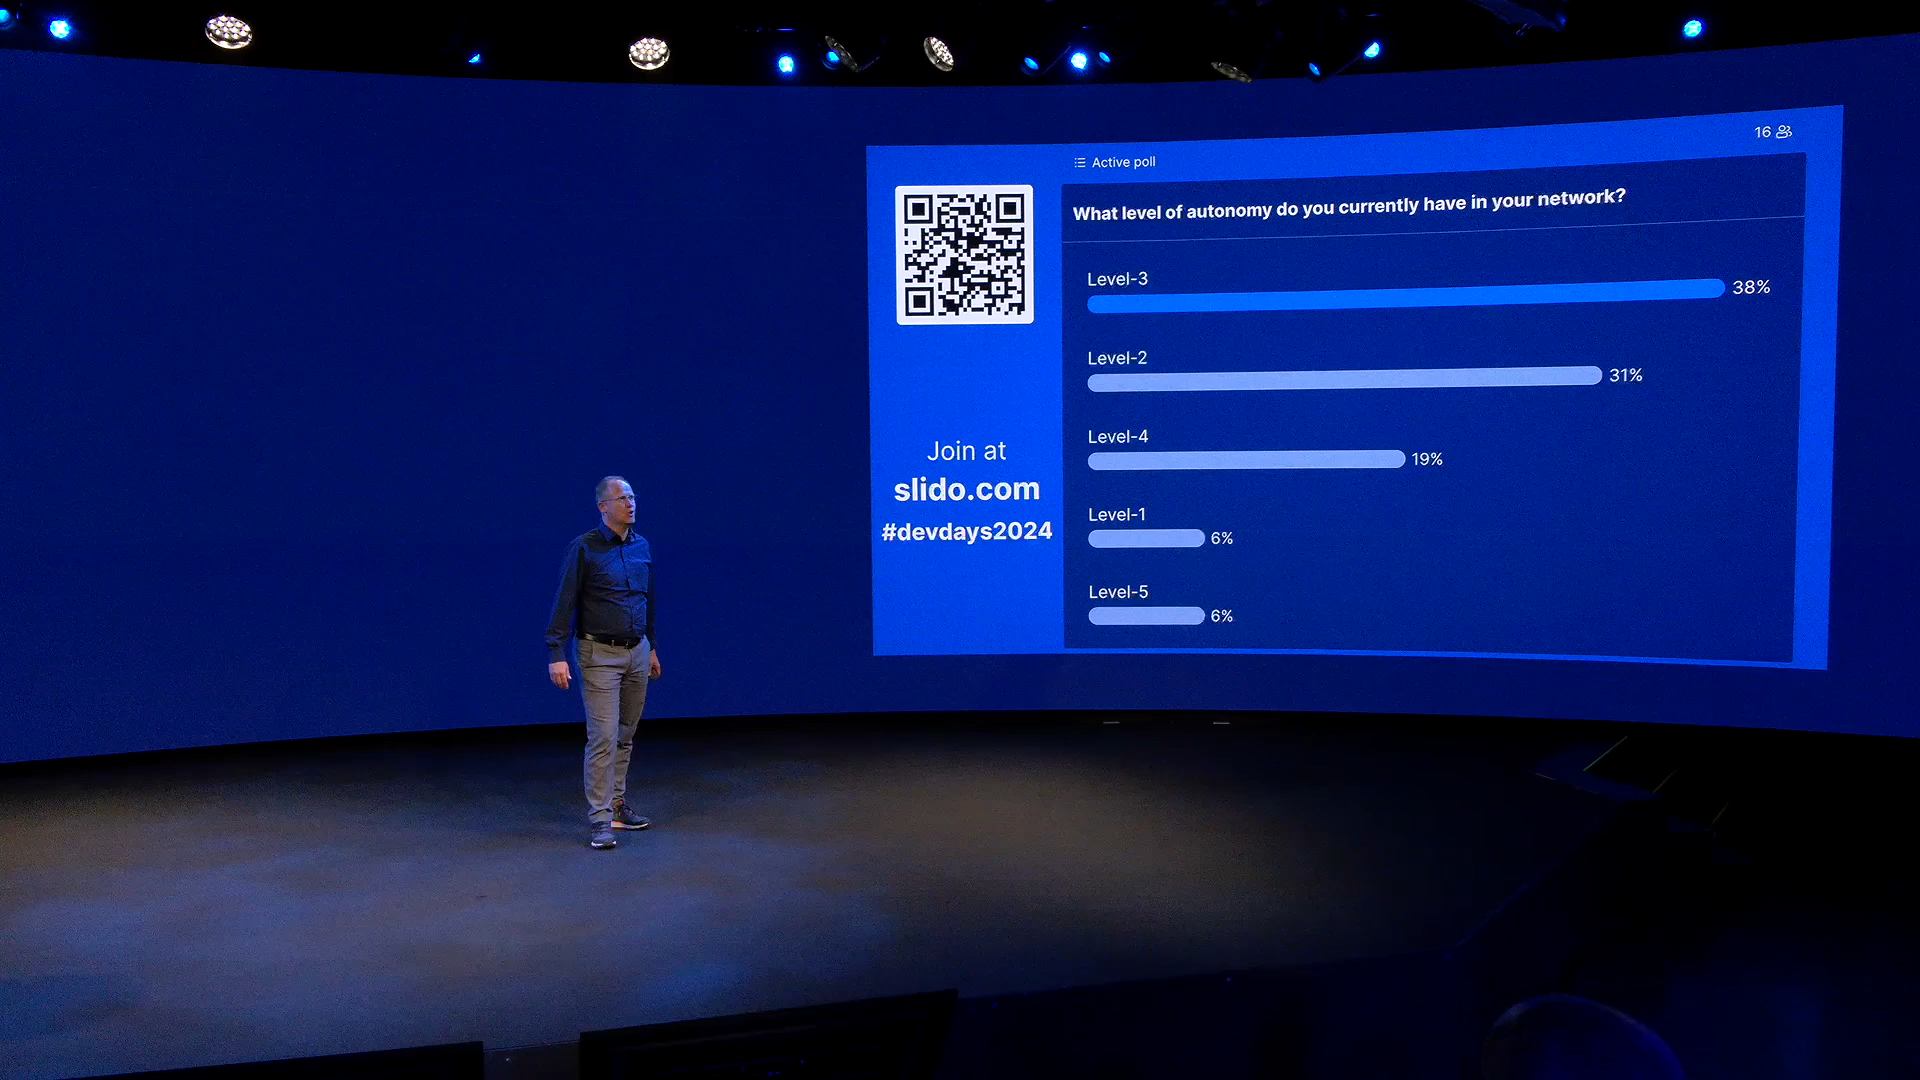 16
Active poll
What level of autonomy do you currently have in your network?
Level-3
38%
Level-2
31%
Level-4
19%
Level-1
6%
Level-5
6%
Join at
slido.com
#devdays2024